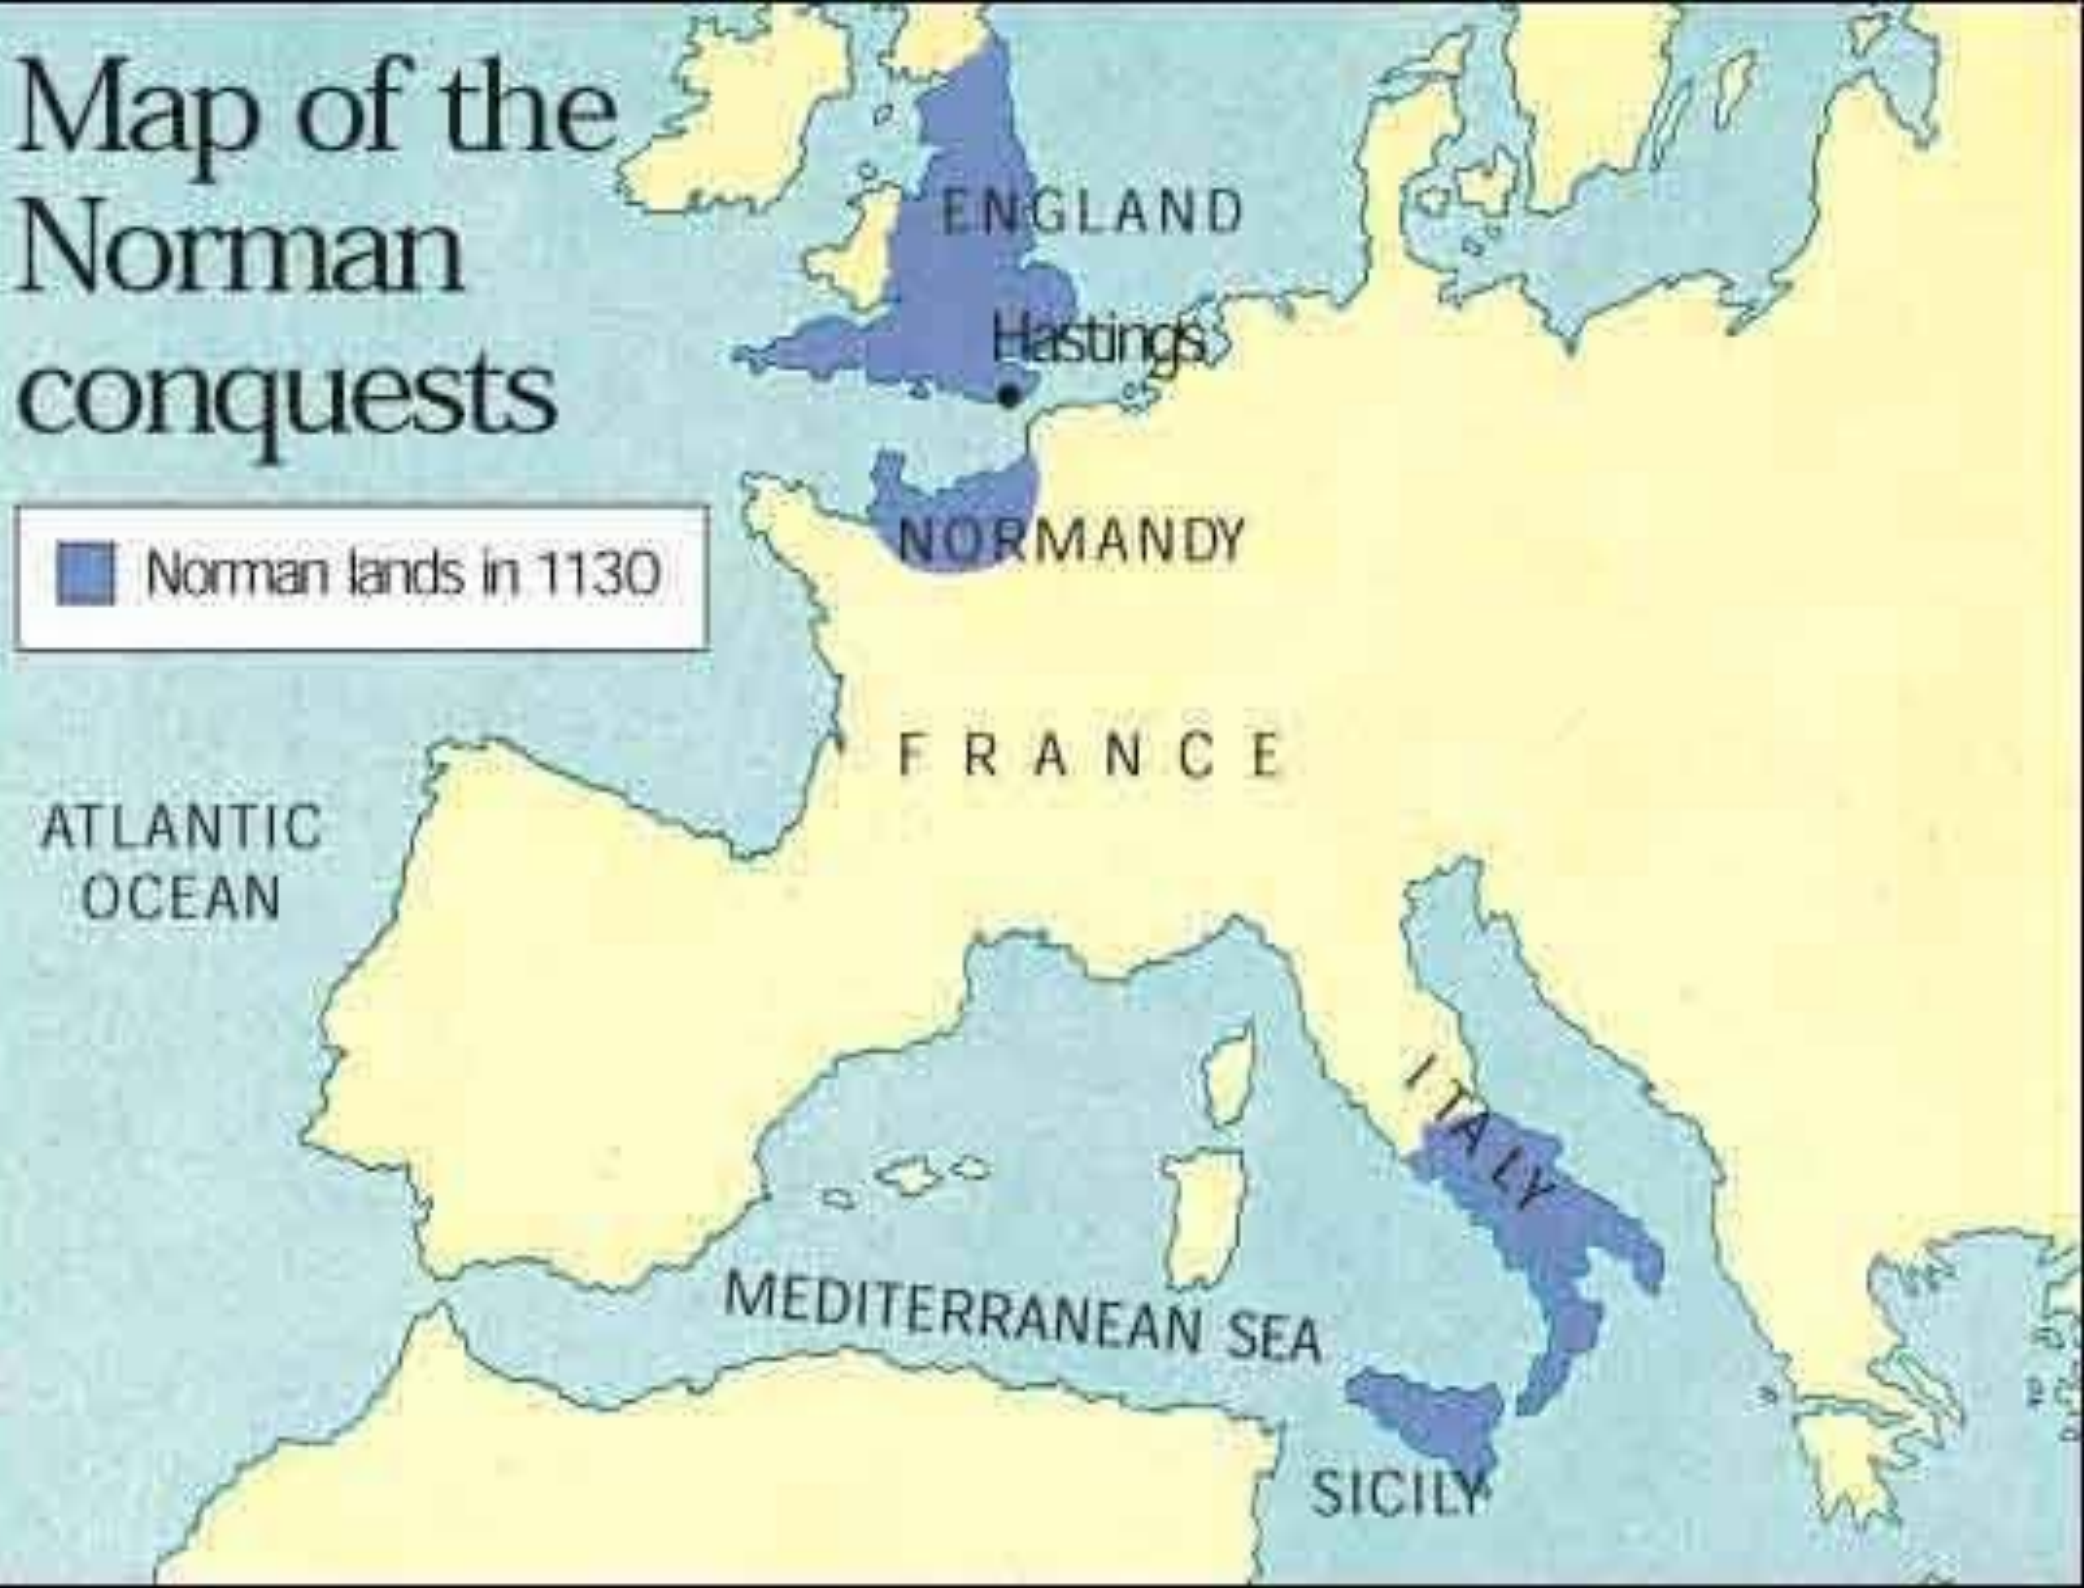 Map of the
Norman
conquests
Norman lands in 1130
ENGLAND
Hastings
NORMANDY
FRANCE
ATLANTIC
OCEAN
ITALY
MEDITERRANEAN SEA
SICILY